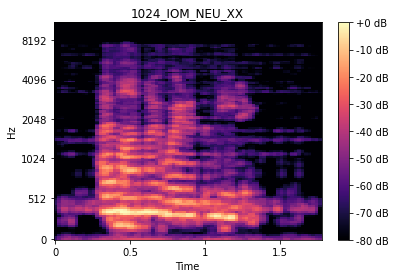 1024_IOM_NEU_XX
+0 dB
8192
-10 dB
4096
-20 dB
-30 dB
2048
-40 dB
Hz
1024
-50 dB
512
-60 dB
-70 dB
0
-80 dB
0
0.5
1
1.5
Time